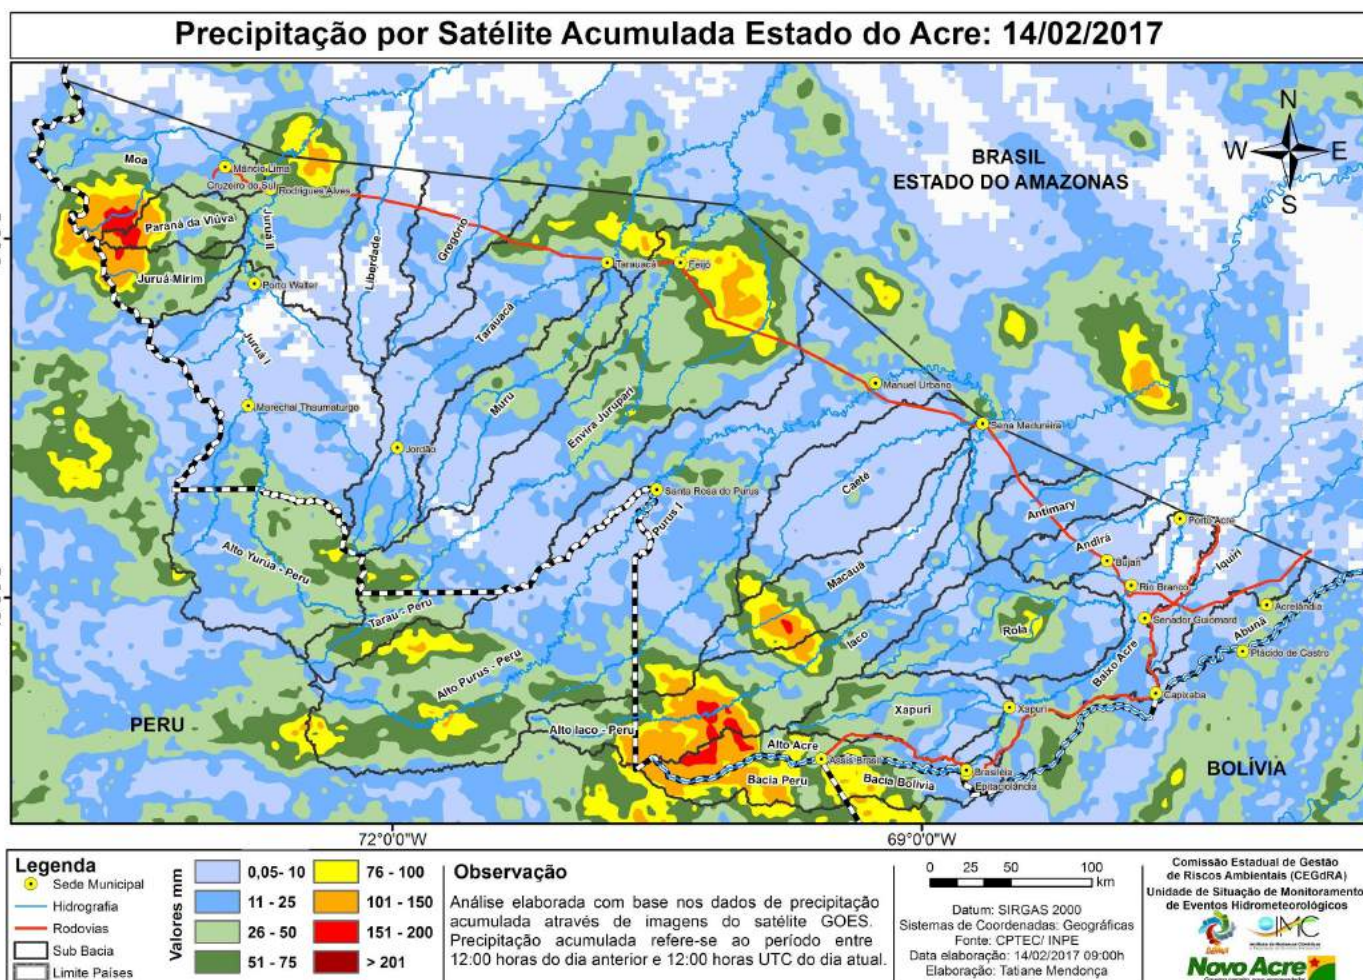 Precipitação por Satélite Acumulada Estado do Acre: 14/02/2017
N
W E
S
BRASIL
ESTADO DO AMAZONAS
Moa
Mâncio Lima
Cruzeiro do Sul
Rodrigues Alves
Paraná da Viúva
Juruá II
Juruá-Mirim
Porto Walter
Liberdade
Gregório
Tarauacá
Feijó
Juruá I
Tarauacá
Muru
Envira Jurupari
Manuel Urbano
Marechal Thaumaturgo
Sena Madureira
Jordão
Santa Rosa do Purus
Purus I
Caeté
Antimary
Porto Acre
Andirá
Iquiri
Bujari
Rio Branco
Alto Yurúa - Peru
Macauã
Acrelândia
Tarau - Peru
Iaco
Rola
Senador Guiomard
Abunã
Plácido de Castro
Baixo Acre
Alto Purus - Peru
Capixaba
PERU
Alto Iaco - Peru
Xapuri
Xapuri
Alto Acre
Assis Brasil
Bacia Peru
Bacia Bolívia
Brasiléia
Epitaciolândia
BOLÍVIA
72°0'0"W
69°0'0"W
Legenda
Sede Municipal
Hidrografia
Rodovias
Sub Bacia
Limite Países
Valores mm
0,05- 10
11 - 25
26 - 50
51 - 75
76 - 100
101 - 150
151 - 200
> 201
Observação
Análise elaborada com base nos dados de precipitação
acumulada através de imagens do satélite GOES.
Precipitação acumulada refere-se ao período entre
12:00 horas do dia anterior e 12:00 horas UTC do dia atual.
0 25 50 100
km
Datum: SIRGAS 2000
Sistemas de Coordenadas: Geográficas
Fonte: CPTEC/ INPE
Data elaboração: 14/02/2017 09:00h
Elaboração: Tatiane Mendonça
Comissão Estadual de Gestão
de Riscos Ambientais (CEGdRA)
Unidade de Situação de Monitoramento
de Eventos Hidrometeorológicos
IMC
Novo Acre